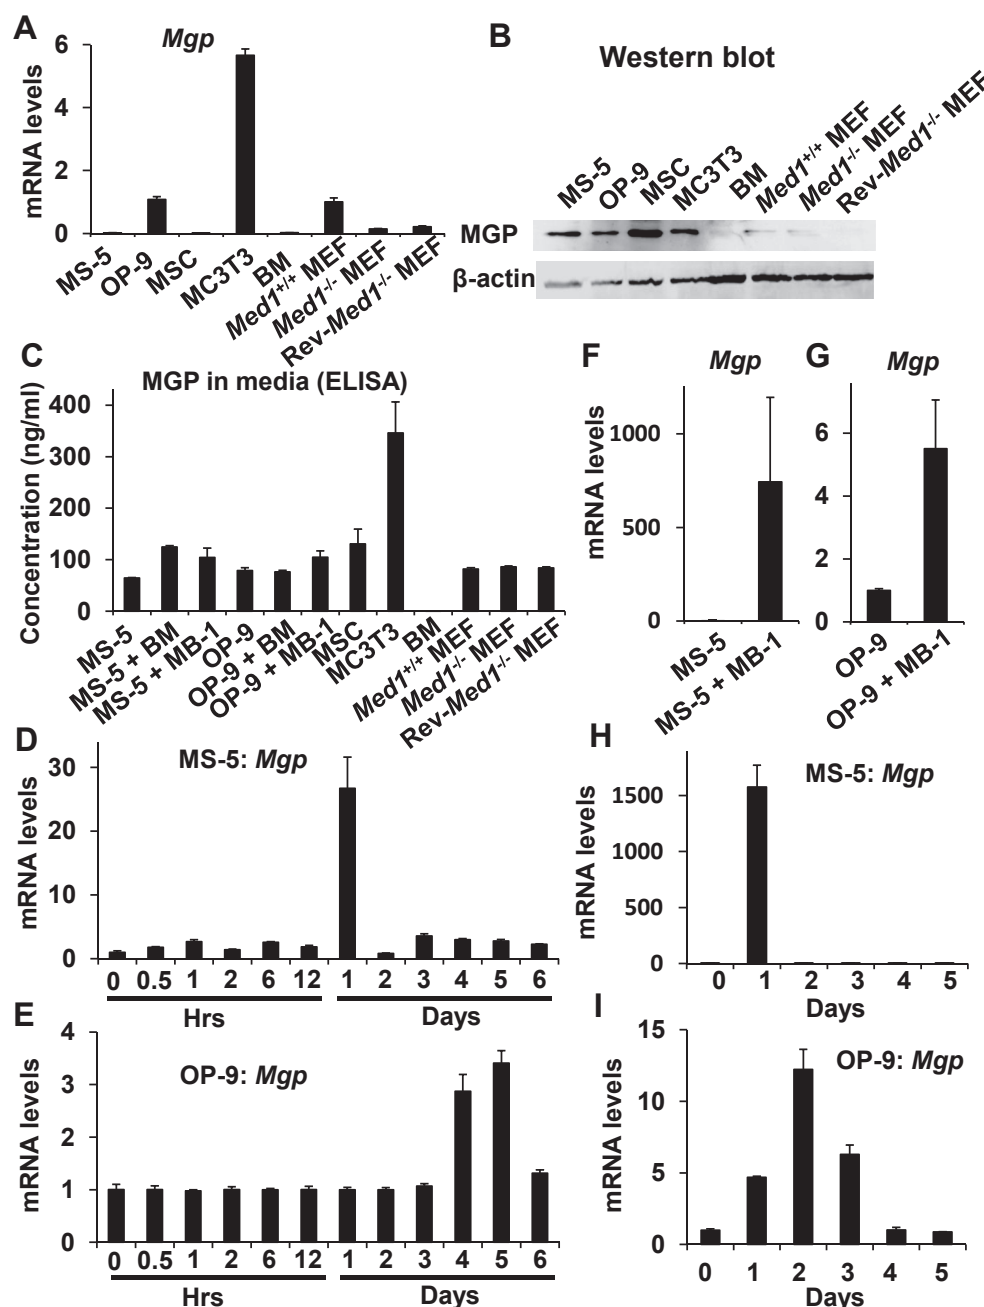 A
Mgp
mRNA levels
6
4
2
0
MS-5
OP-9
MSC
MC3T3
BM
Med1+/+ MEF
Med1-/- MEF
Rev-Med1-/- MEF
B
Western blot
MS-5
OP-9
MSC
MC3T3
BM
Med1+/+ MEF
Med1-/- MEF
Rev-Med1-/- MEF
MGP
β-actin
C
MGP in media (ELISA)
Concentration (ng/ml)
400
300
200
100
0
MS-5
MS-5 + BM
MS-5 + MB-1
OP-9
OP-9 + BM
OP-9 + MB-1
MSC
MC3T3
BM
Med1+/+ MEF
Med1-/- MEF
Rev-Med1-/- MEF
F
Mgp
mRNA levels
1000
500
0
MS-5
MS-5 + MB-1
G
Mgp
6
4
2
0
OP-9
OP-9 + MB-1
D
MS-5: Mgp
mRNA levels
30
20
10
0
0 0.5 1 2 6 12 1 2 3 4 5 6
Hrs Days
H
MS-5: Mgp
mRNA levels
1500
1000
500
0
0 1 2 3 4 5
Days
E
OP-9: Mgp
mRNA levels
4
3
2
1
0
0 0.5 1 2 6 12 1 2 3 4 5 6
Hrs Days
I
OP-9: Mgp
mRNA levels
15
10
5
0
0 1 2 3 4 5
Days